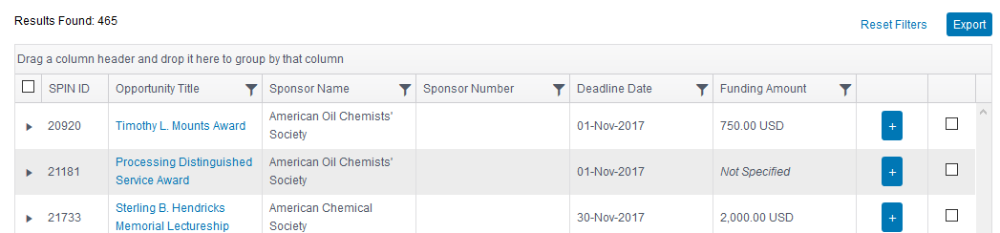 Results Found: 465
Reset Filters Export
Drag a column header and drop it here to group by that column
SPIN ID Opportunity Title Sponsor Name Sponsor Number Deadline Date Funding Amount
20920 Timothy L. Mounts Award American Oil Chemists' Society 01-Nov-2017 750.00 USD +
21181 Processing Distinguished Service Award American Oil Chemists' Society 01-Nov-2017 Not Specified +
21733 Sterling B. Hendricks Memorial Lectureship American Chemical Society 30-Nov-2017 2,000.00 USD +